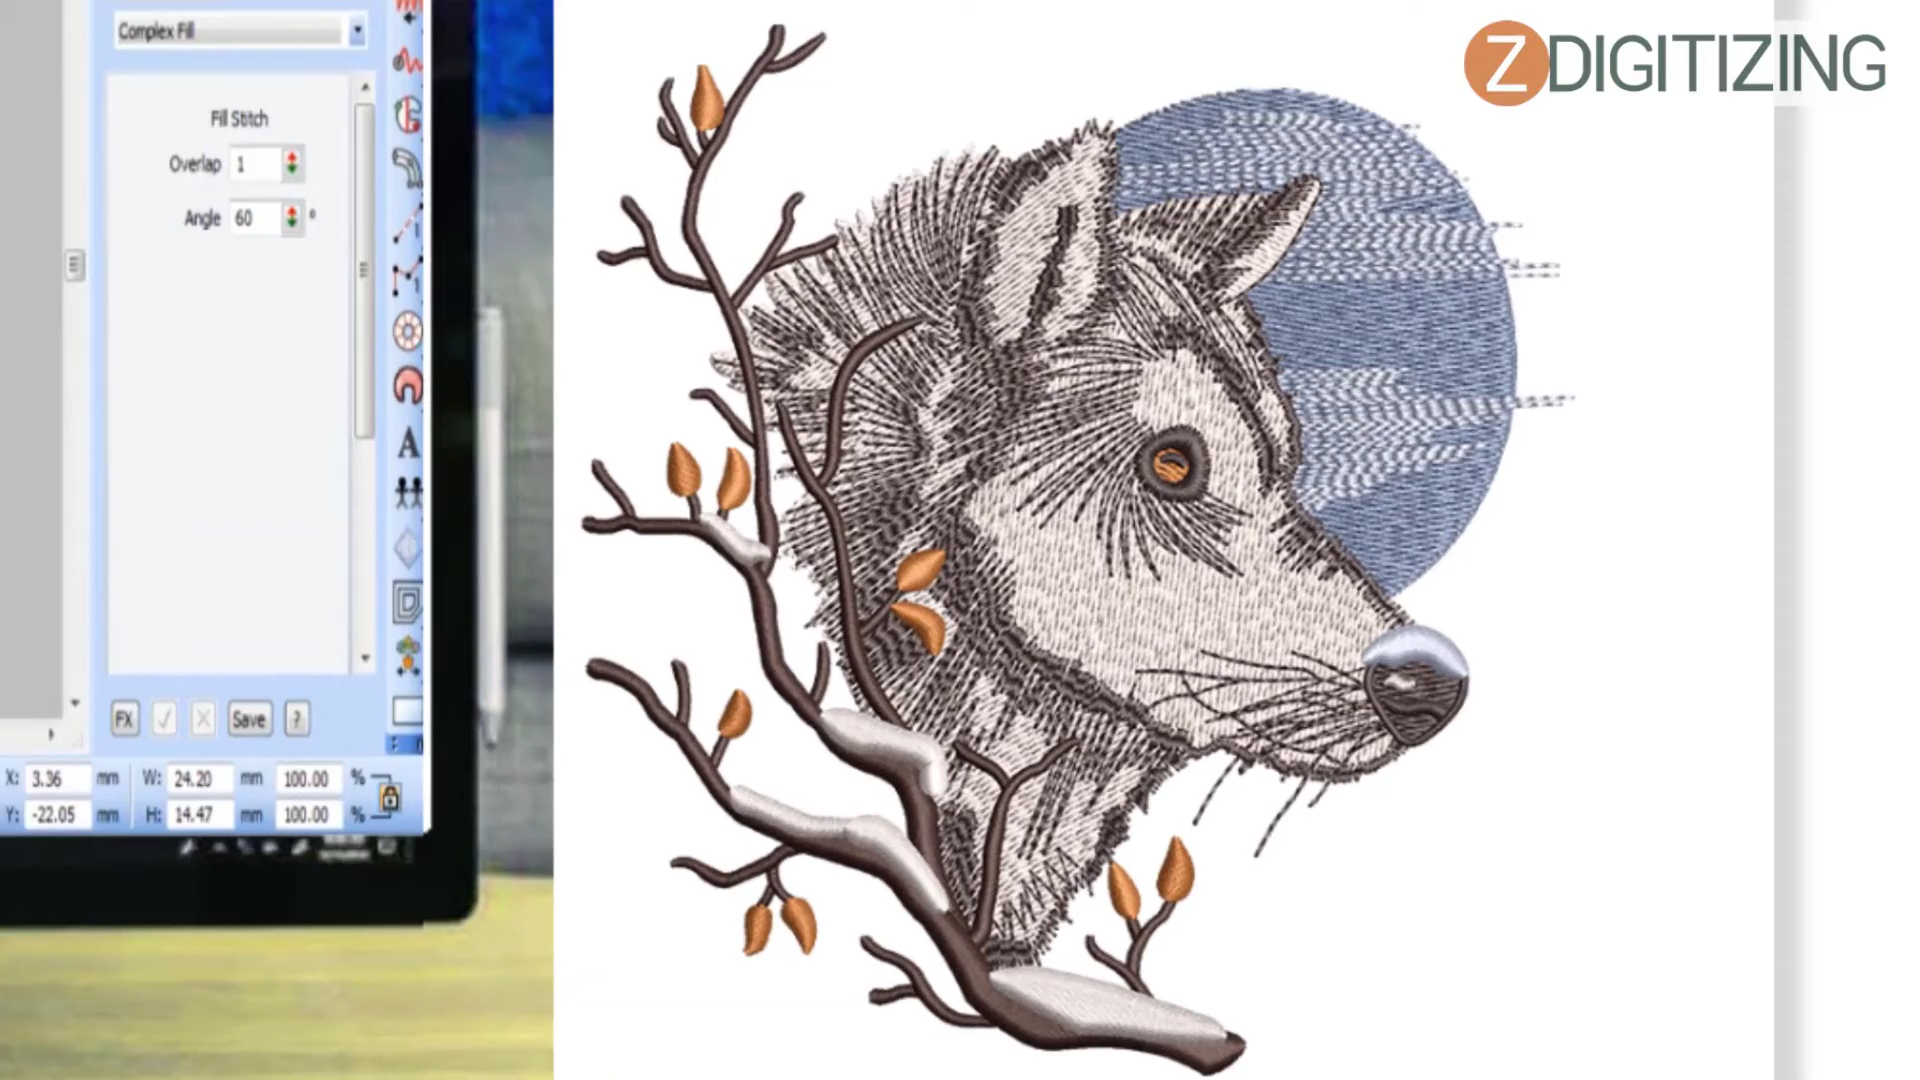 Complex Fill
Fill Stitch
Overlap 1
Angle 60 °
FX Save ?
X: 3.36 mm W: 24.20 mm 100.00 %
Y: -22.05 mm H: 14.47 mm 100.00 %
A
ZDIGITIZING